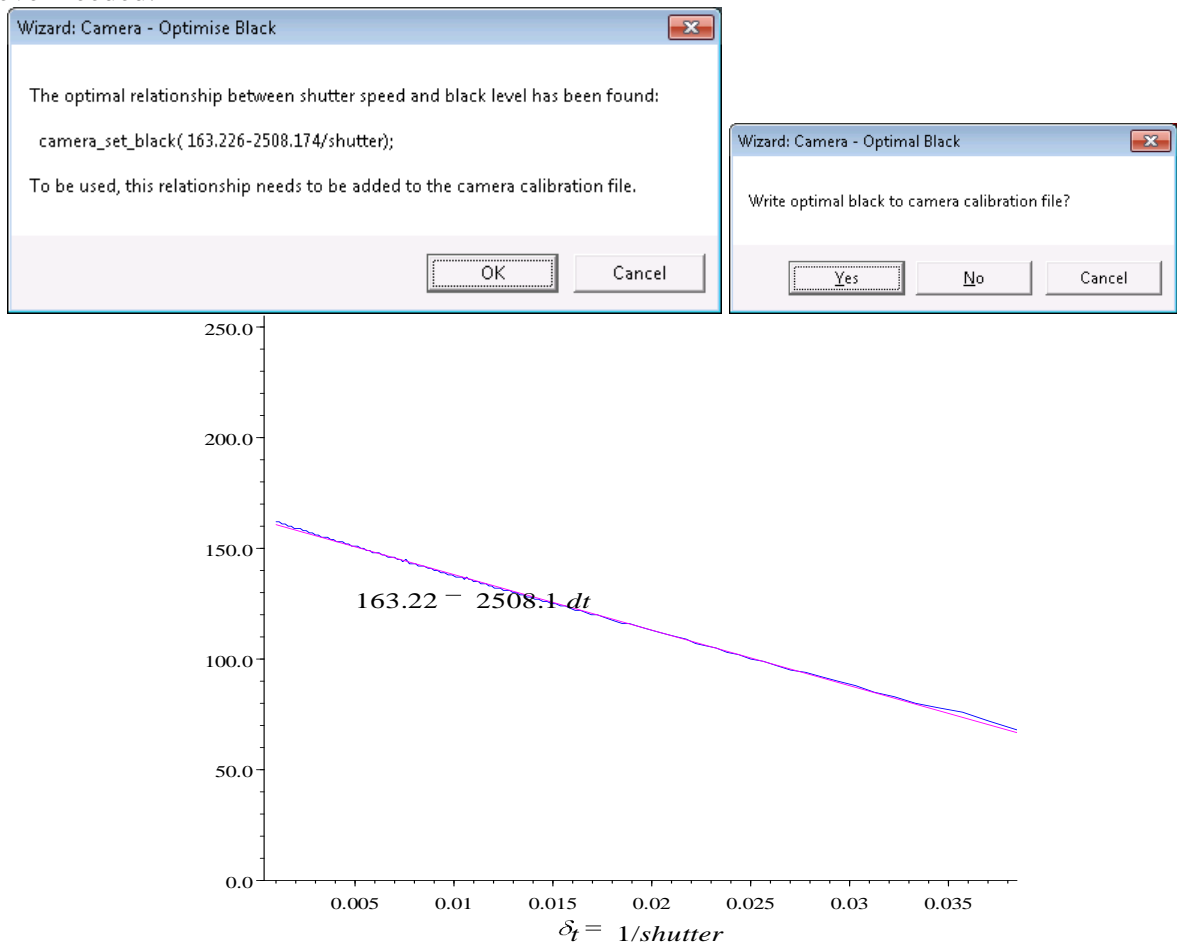 Wizard: Camera - Optimise Black
The optimal relationship between shutter speed and black level has been found:
camera_set_black( 163.226-2508.174/shutter);
To be used, this relationship needs to be added to the camera calibration file.
OK Cancel
Wizard: Camera - Optimal Black
Write optimal black to camera calibration file?
Yes No Cancel
250.0
200.0
150.0
163.22 − 2508.1 dt
100.0
50.0
0.0
0.005 0.01 0.015 0.02 0.025 0.03 0.035
δt = 1/shutter